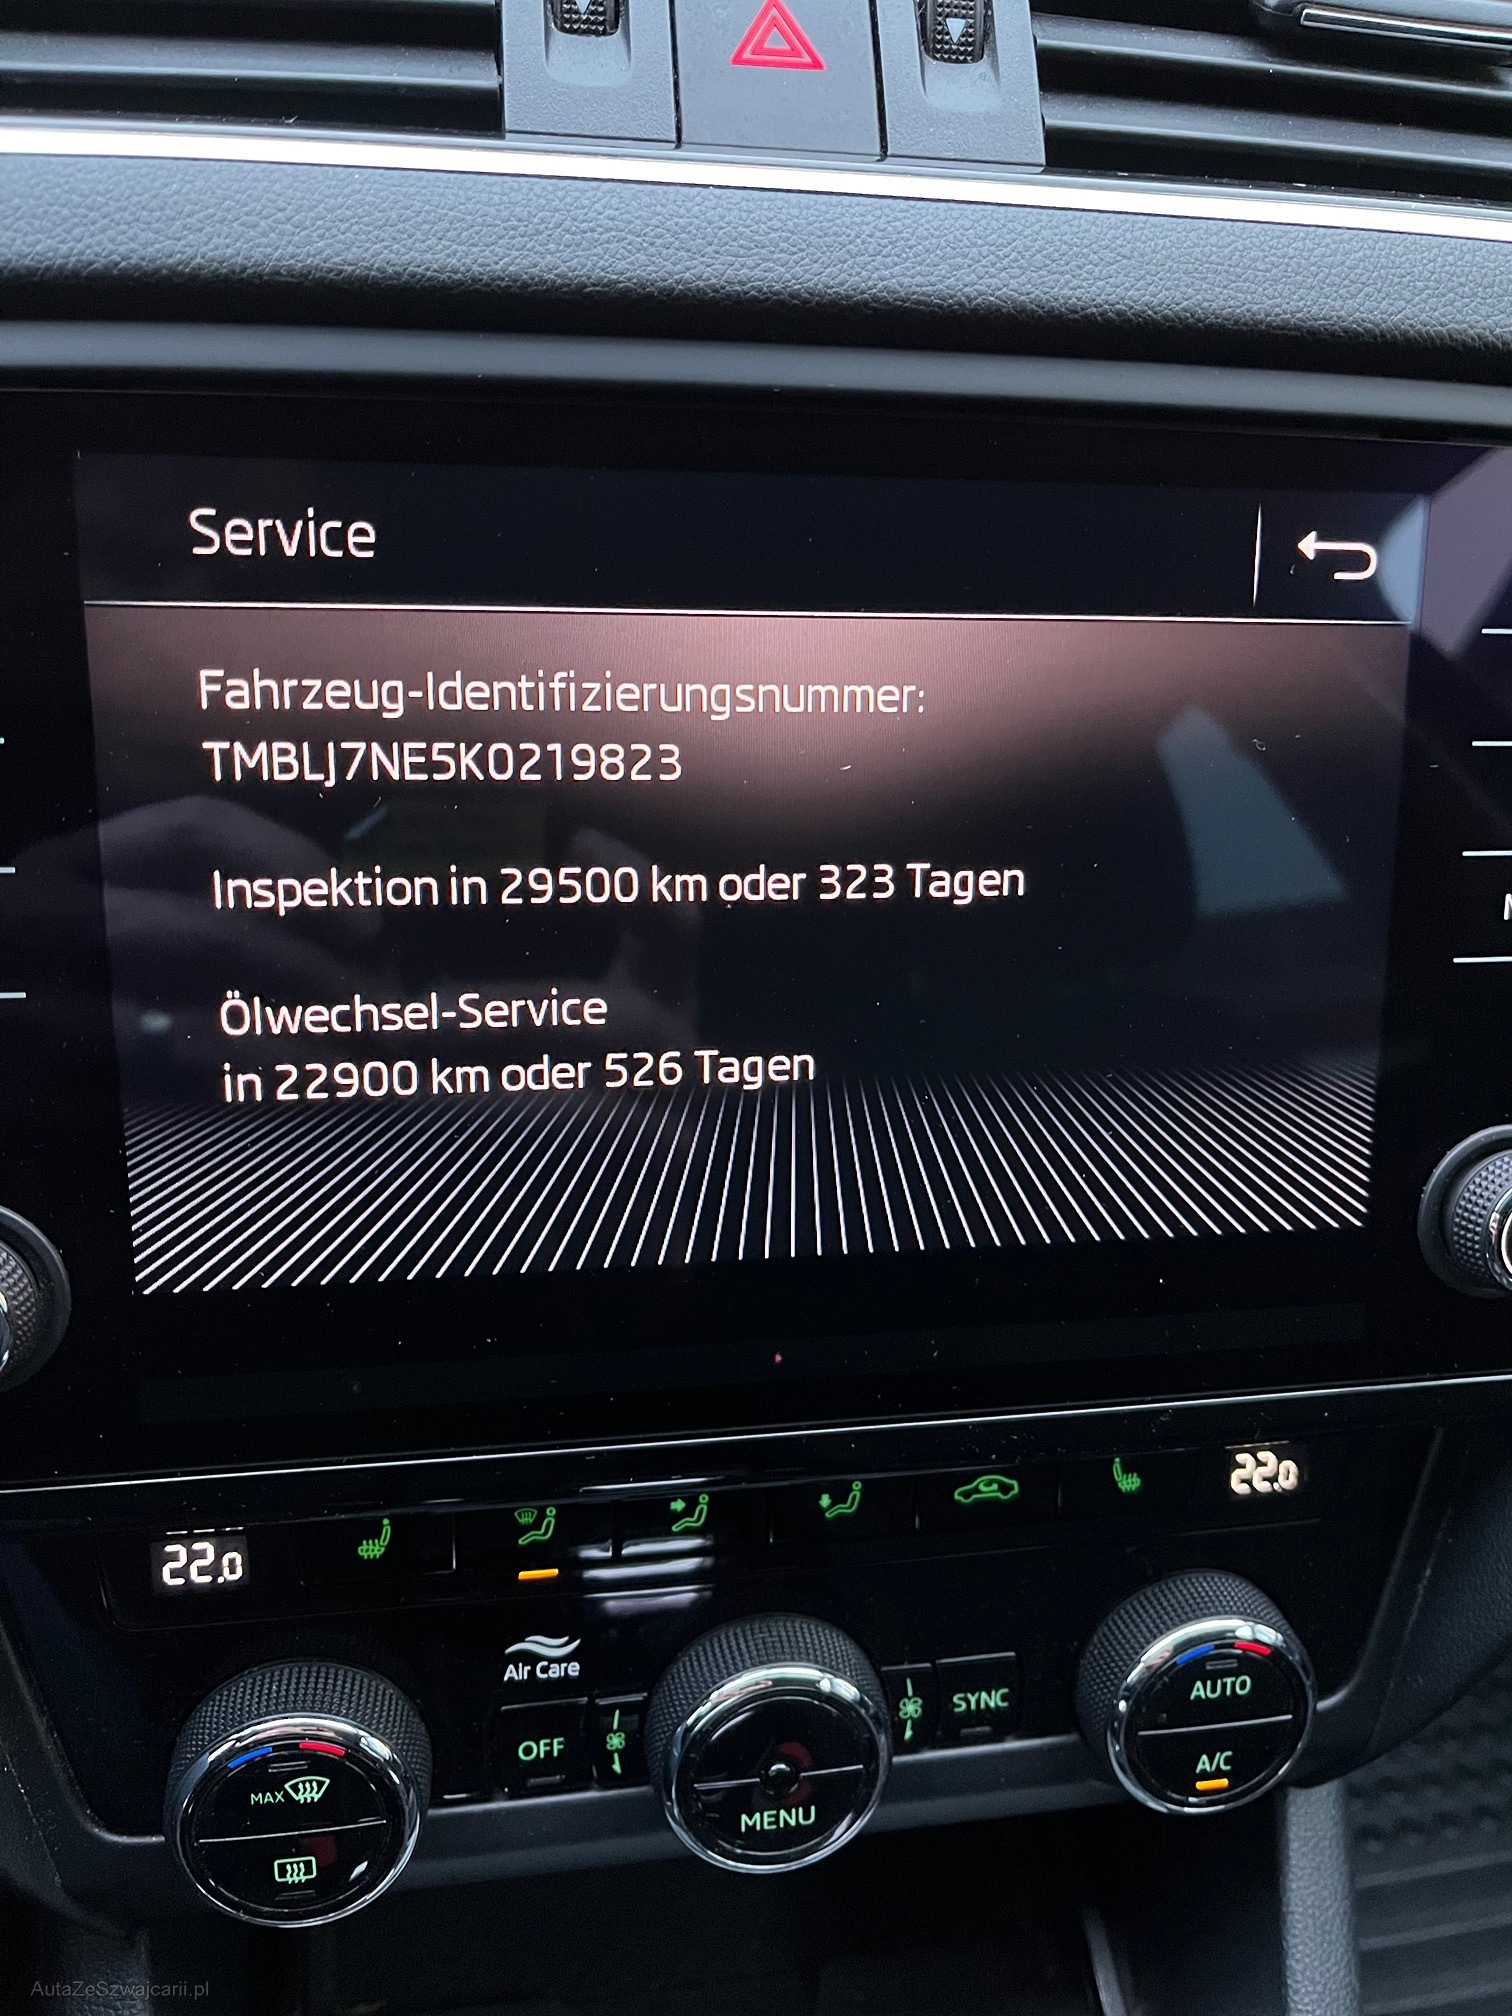 Service
Fahrzeug-Identifizierungsnummer:
TMBLJ7NE5K0219823
Inspektion in 29500 km oder 323 Tagen
Ölwechsel-Service
in 22900 km oder 526 Tagen
22.0
22.0
Air Care
OFF
SYNC
AUTO
A/C
MAX
MENU
AutaZeSzwajcarii.pl